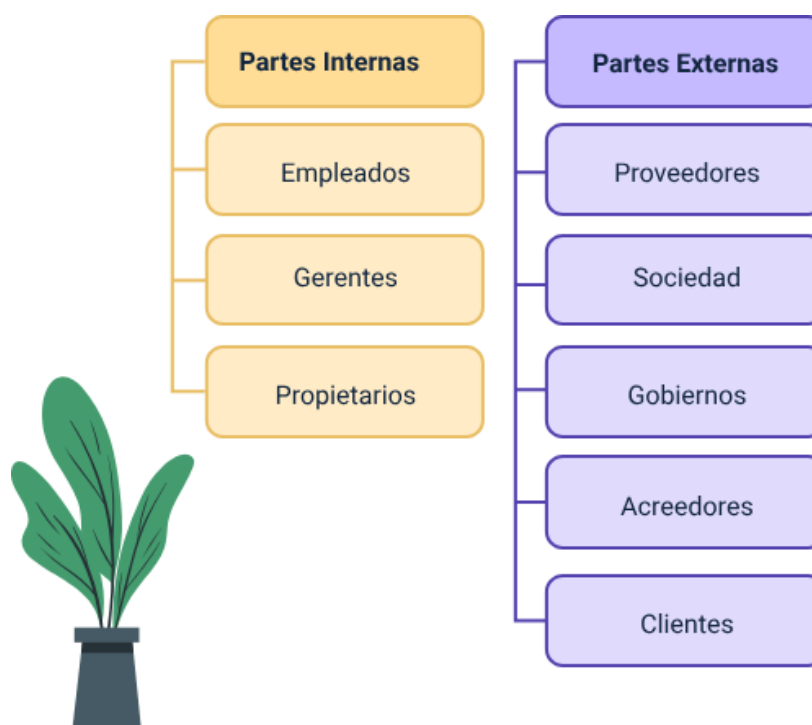 Partes Internas
Empleados
Gerentes
Propietarios
Partes Externas
Proveedores
Sociedad
Gobiernos
Acreedores
Clientes